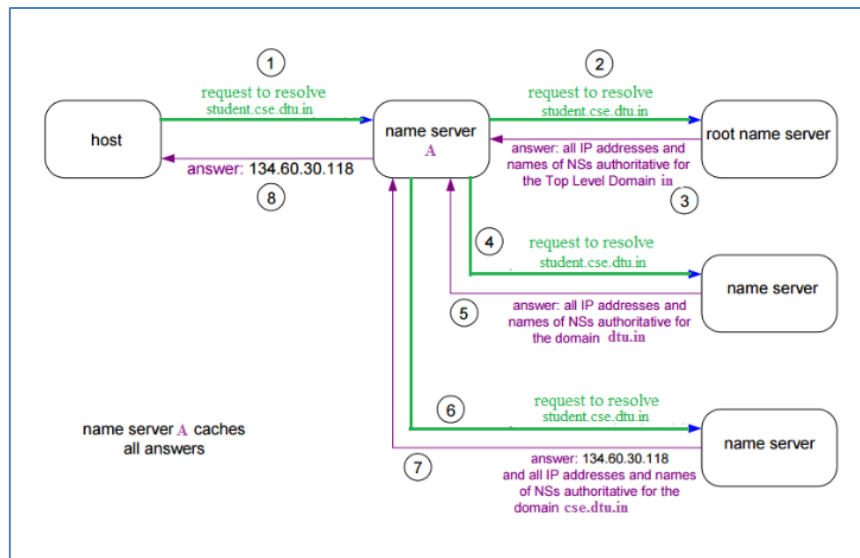 1
request to resolve
student.cse.dtu.in
2
request to resolve
student.cse.dtu.in
host
name server
A
root name server
answer: all IP addresses and
names of NSs authoritative for
the Top Level Domain in
3
answer: 134.60.30.118
8
4
request to resolve
student.cse.dtu.in
name server
5
answer: all IP addresses and
names of NSs authoritative for
the domain dtu.in
6
request to resolve
student.cse.dtu.in
name server A caches
all answers
name server
7
answer: 134.60.30.118
and all IP addresses and names
of NSs authoritative for the
domain cse.dtu.in